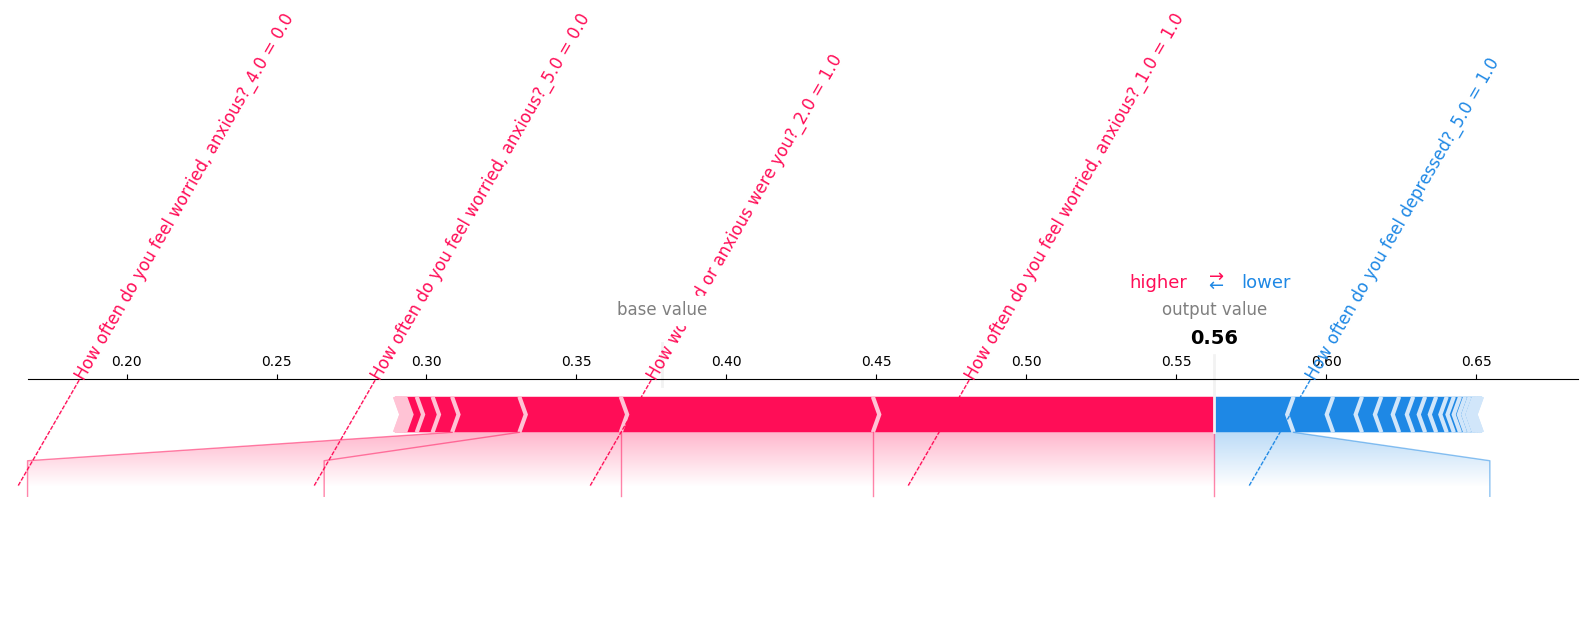 How often do you feel worried, anxious?_4.0 = 0.0
How often do you feel worried, anxious?_5.0 = 0.0
How wo d or anxious were you?_2.0 = 1.0
How often do you feel worried, anxious?_1.0 = 1.0
How often do you feel depressed?_5.0 = 1.0
higher ⇄ lower
base value output value
0.56
0.20 0.25 0.30 0.35 0.40 0.45 0.50 0.55 0.60 0.65